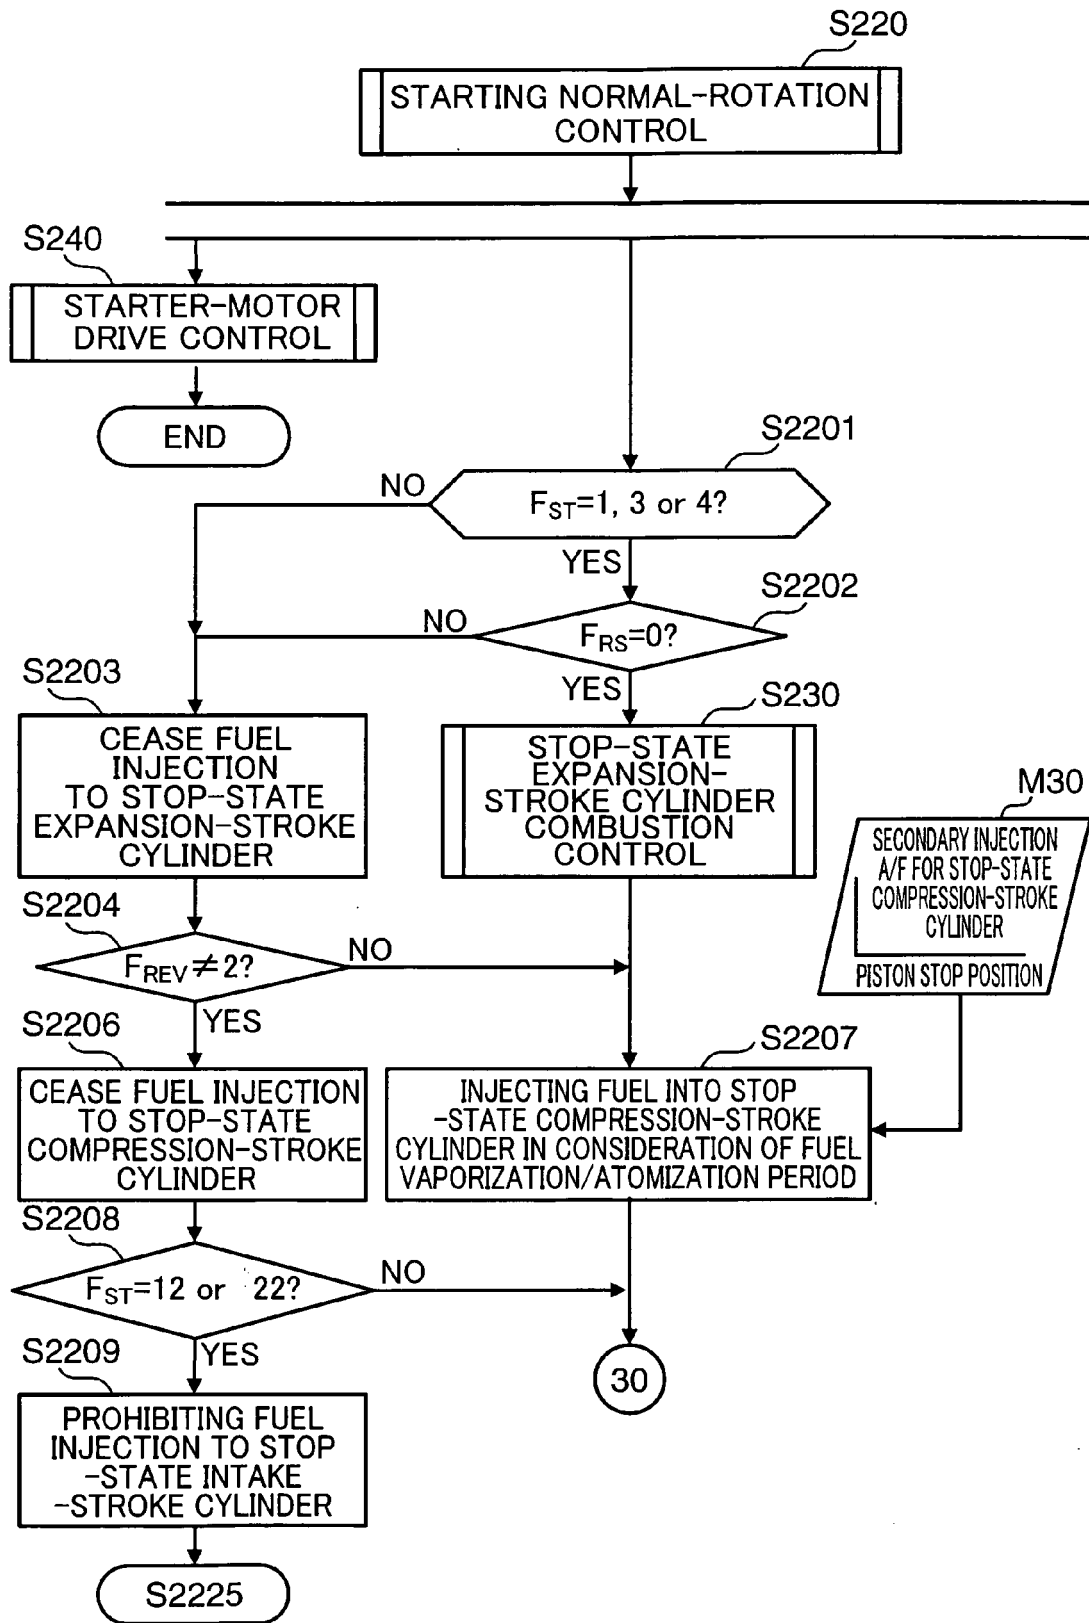 S220
STARTING NORMAL-ROTATION
CONTROL
S240
STARTER-MOTOR
DRIVE CONTROL
END
S2201
F_ST=1, 3 or 4?
NO
YES
S2202
F_RS=0?
NO
YES
S2203
CEASE FUEL
INJECTION
TO STOP-STATE
EXPANSION-STROKE
CYLINDER
S230
STOP-STATE
EXPANSION-
STROKE CYLINDER
COMBUSTION
CONTROL
M30
SECONDARY INJECTION
A/F FOR STOP-STATE
COMPRESSION-STROKE
CYLINDER
PISTON STOP POSITION
S2204
F_REV≠2?
NO
YES
S2206
CEASE FUEL INJECTION
TO STOP-STATE
COMPRESSION-STROKE
CYLINDER
S2207
INJECTING FUEL INTO STOP
-STATE COMPRESSION-STROKE
CYLINDER IN CONSIDERATION OF FUEL
VAPORIZATION/ATOMIZATION PERIOD
S2208
F_ST=12 or 22?
NO
YES
30
S2209
PROHIBITING FUEL
INJECTION TO STOP
-STATE INTAKE
-STROKE CYLINDER
S2225